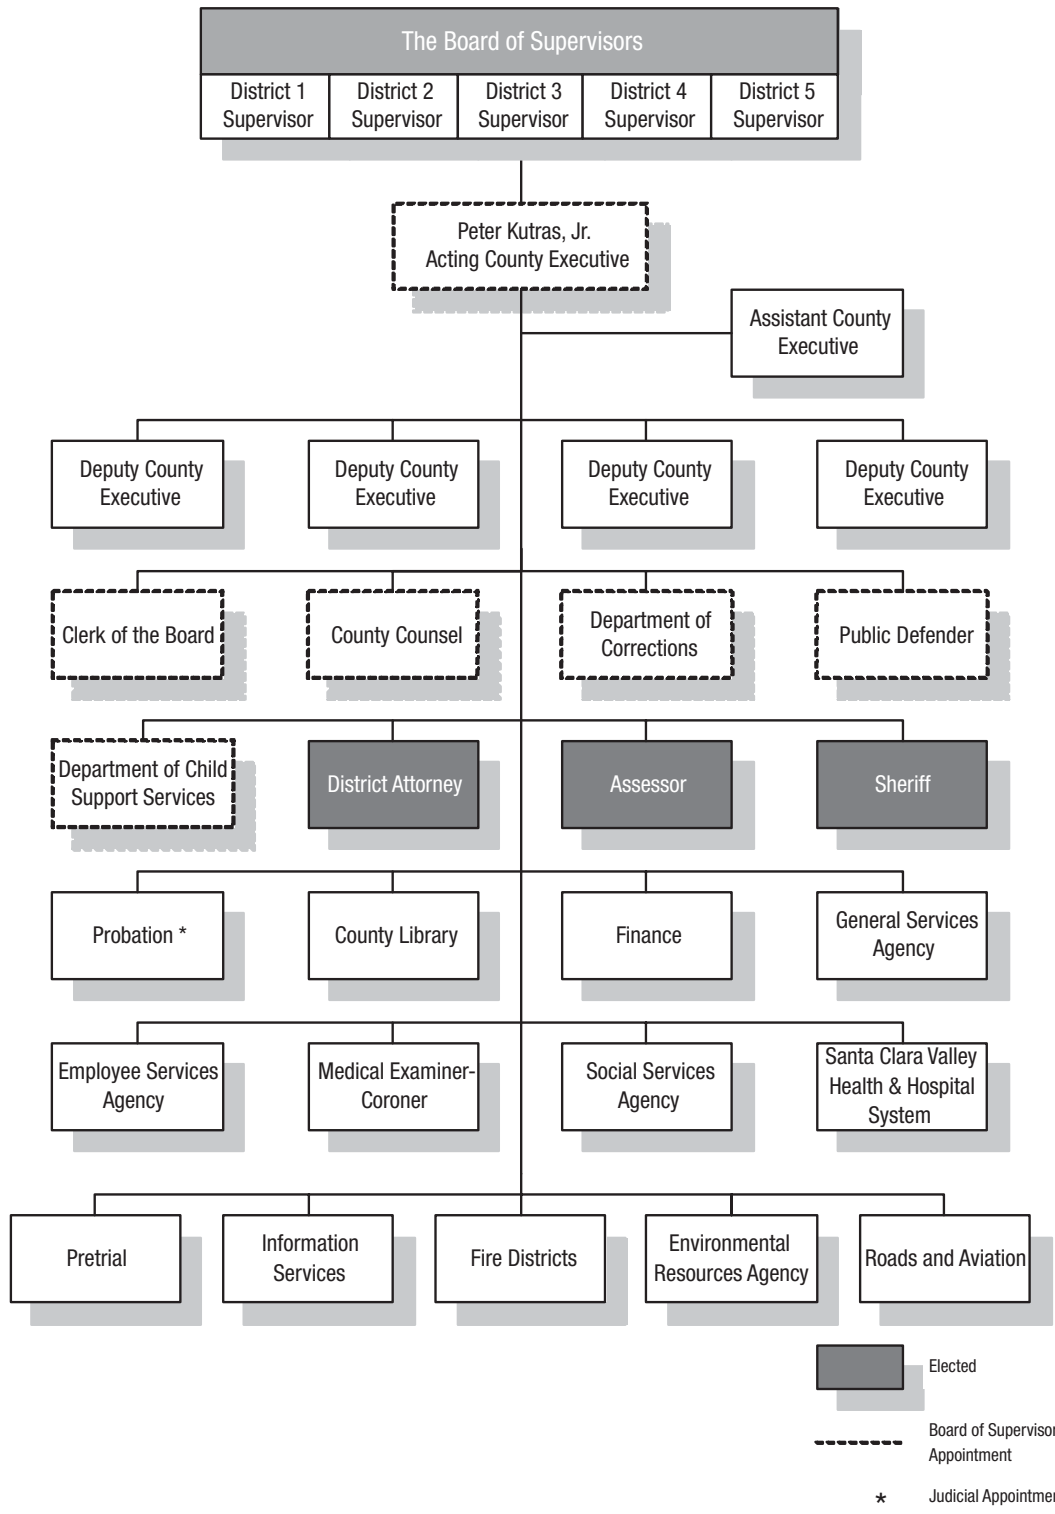 The Board of Supervisors
District 1
Supervisor
District 2
Supervisor
District 3
Supervisor
District 4
Supervisor
District 5
Supervisor
Peter Kutras, Jr.
Acting County Executive
Assistant County
Executive
Deputy County
Executive
Deputy County
Executive
Deputy County
Executive
Deputy County
Executive
Clerk of the Board
County Counsel
Department of
Corrections
Public Defender
Department of Child
Support Services
District Attorney
Assessor
Sheriff
Probation *
County Library
Finance
General Services
Agency
Employee Services
Agency
Medical Examiner-
Coroner
Social Services
Agency
Santa Clara Valley
Health & Hospital
System
Pretrial
Information
Services
Fire Districts
Environmental
Resources Agency
Roads and Aviation
Elected
Board of Supervisor
Appointment
* Judicial Appointme